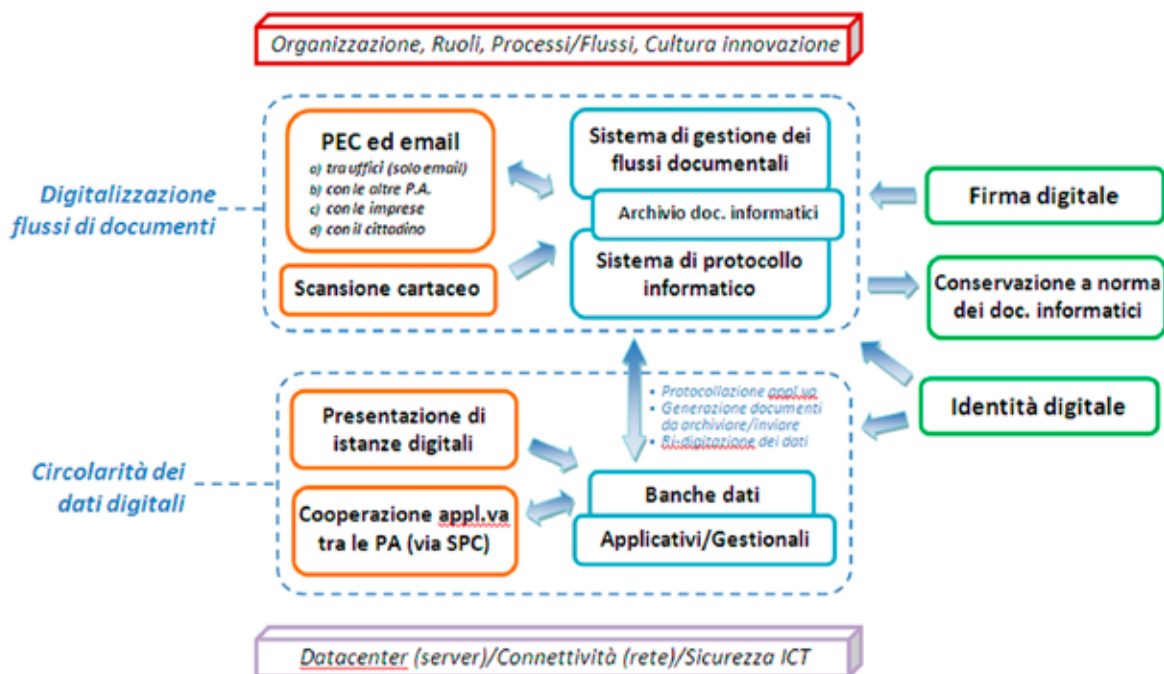 Organizzazione, Ruoli, Processi/Flussi, Cultura innovazione
Digitalizzazione
flussi di documenti
PEC ed email
a) tra uffici (solo email)
b) con le altre P.A.
c) con le imprese
d) con il cittadino
Scansione cartaceo
Sistema di gestione dei
flussi documentali
Archivio doc. informatici
Sistema di protocollo
informatico
Firma digitale
Conservazione a norma
dei doc. informatici
Identità digitale
• Protocollazione appl.va
• Generazione documenti
da archiviare/inviare
• Ri-digitazione dei dati
Circolarità dei
dati digitali
Presentazione di
istanze digitali
Cooperazione appl.va
tra le PA (via SPC)
Banche dati
Applicativi/Gestionali
Datacenter (server)/Connettività (rete)/Sicurezza ICT